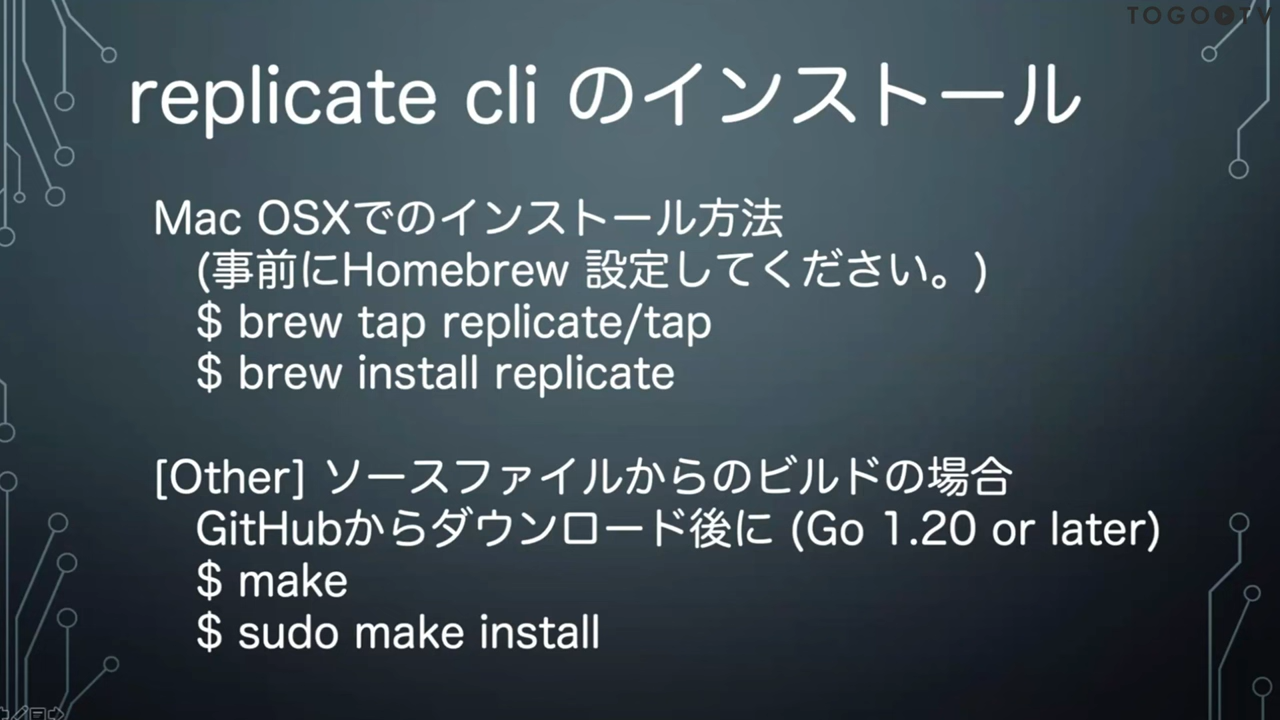 TOGO TV
replicate cli のインストール
Mac OSXでのインストール方法
(事前にHomebrew 設定してください。)
$ brew tap replicate/tap
$ brew install replicate
[Other] ソースファイルからのビルドの場合
GitHubからダウンロード後に (Go 1.20 or later)
$ make
$ sudo make install